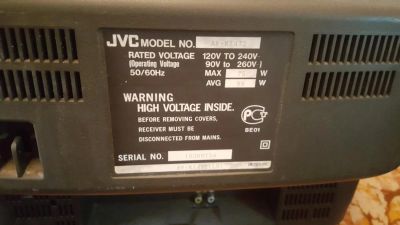 JVC MODEL NO.
RATED VOLTAGE 120V TO 240V
(Operating Voltage 90V to 260V)
50/60Hz MAX W
AVG W
WARNING
HIGH VOLTAGE INSIDE.
BEFORE REMOVING COVERS,
RECEIVER MUST BE
DISCONNECTED FROM MAINS.
PC
BE01
SERIAL NO.